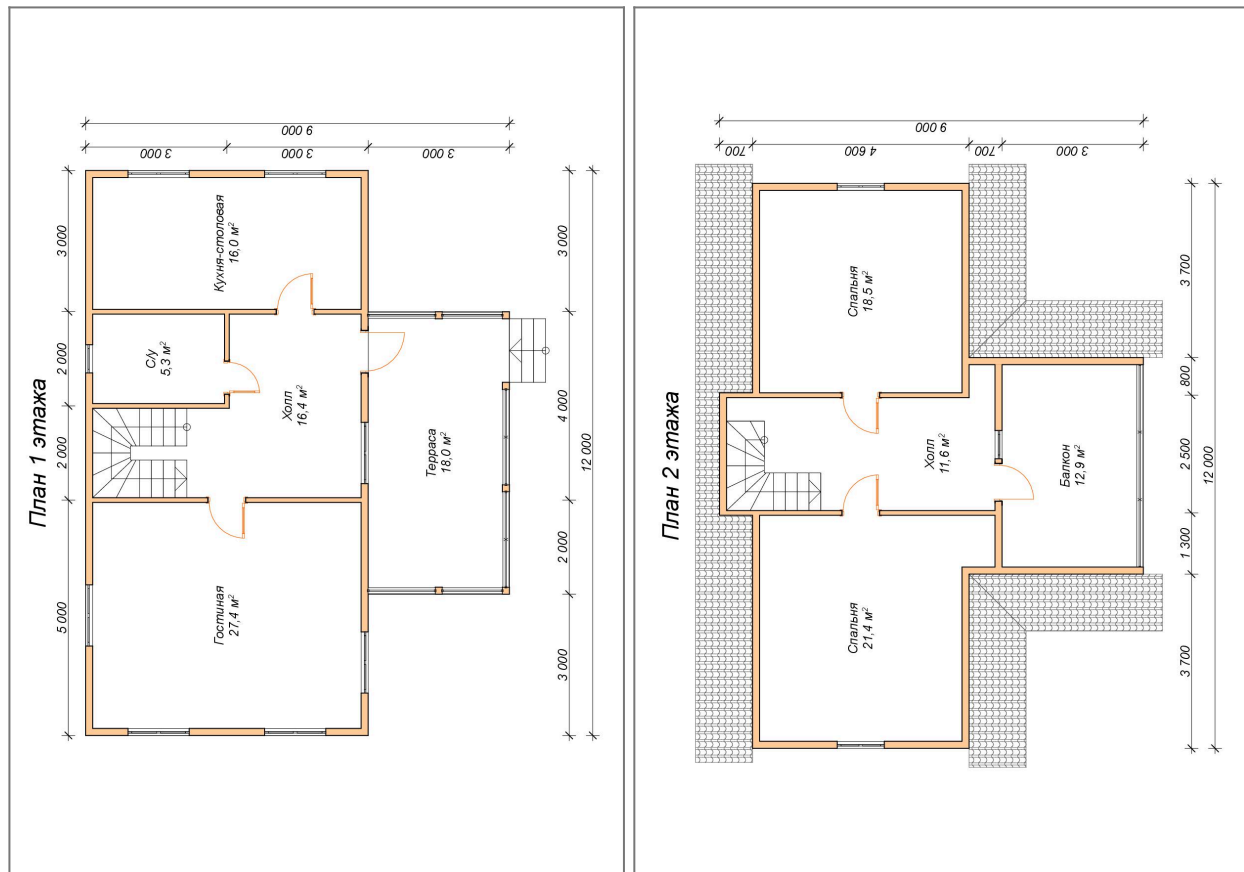 План 1 этажа
9 000
3 000
3 000
3 000
3 000
2 000
2 000
5 000
Кухня-столовая
16,0 м²
С/у
5,3 м²
Холл
16,4 м²
Гостиная
27,4 м²
Терраса
18,0 м²
3 000
4 000
2 000
3 000
12 000
План 2 этажа
9 000
700
4 600
700
3 000
Спальня
18,5 м²
Холл
11,6 м²
Балкон
12,9 м²
Спальня
21,4 м²
3 700
800
2 500
1 300
3 700
12 000